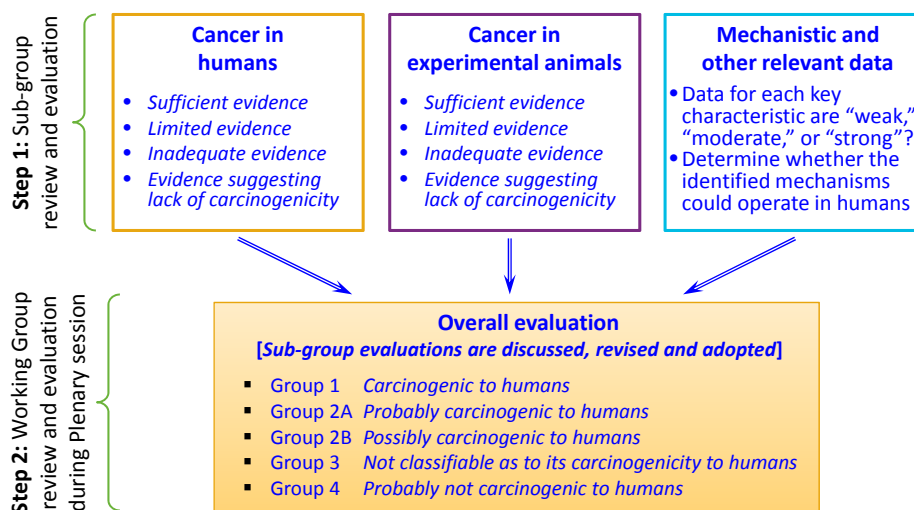 Step 1: Sub-group
review and evaluation
Cancer in
humans
• Sufficient evidence
• Limited evidence
• Inadequate evidence
• Evidence suggesting
lack of carcinogenicity
Cancer in
experimental animals
• Sufficient evidence
• Limited evidence
• Inadequate evidence
• Evidence suggesting
lack of carcinogenicity
Mechanistic and
other relevant data
• Data for each key
characteristic are “weak,”
“moderate,” or “strong”?
• Determine whether the
identified mechanisms
could operate in humans
Step 2: Working Group
review and evaluation
during Plenary session
Overall evaluation
[Sub-group evaluations are discussed, revised and adopted]
▪ Group 1 Carcinogenic to humans
▪ Group 2A Probably carcinogenic to humans
▪ Group 2B Possibly carcinogenic to humans
▪ Group 3 Not classifiable as to its carcinogenicity to humans
▪ Group 4 Probably not carcinogenic to humans